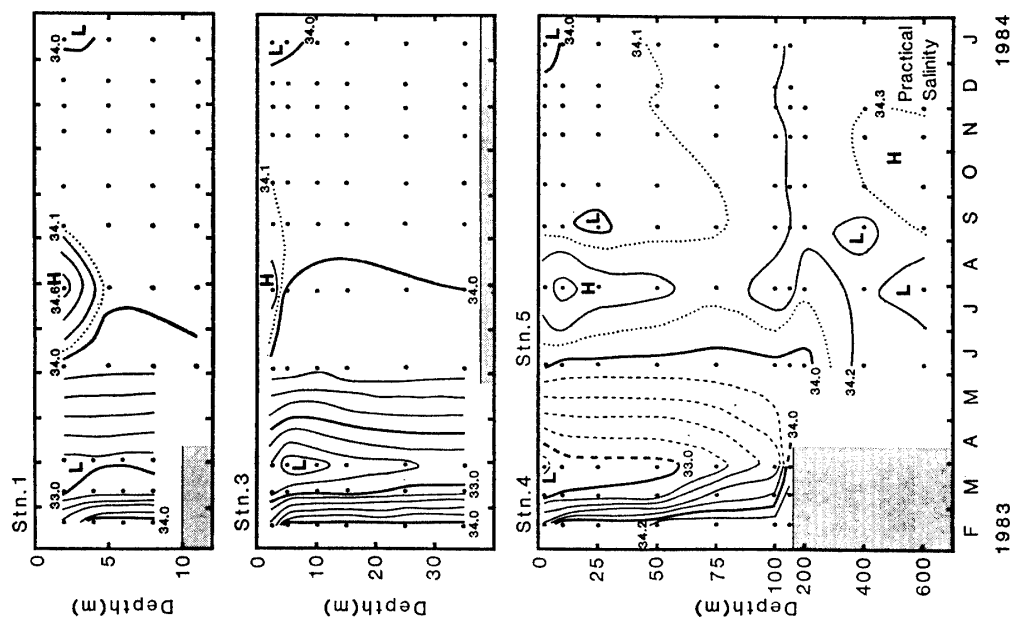 Stn.1
Depth(m)
0
5
10
34.0
33.0
L
34.0
34.6
H
34.1
34.0
L
Stn.3
Depth(m)
0
10
20
30
34.0
33.0
L
H
34.1
34.0
L
34.0
Stn.4
Stn.5
Depth(m)
0
25
50
75
100
200
400
600
34.2
L
33.0
34.0
34.0
34.2
H
L
L
L
H
34.1
34.0
L
34.3
Practical
Salinity
F M A M J J A S O N D J
1983
1984